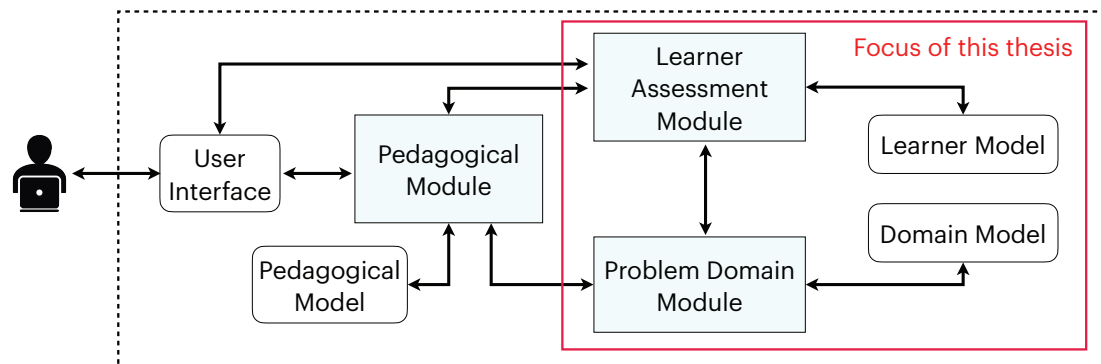 Focus of this thesis
Learner
Assessment
Module
User
Interface
Pedagogical
Module
Learner Model
Domain Model
Pedagogical
Model
Problem Domain
Module